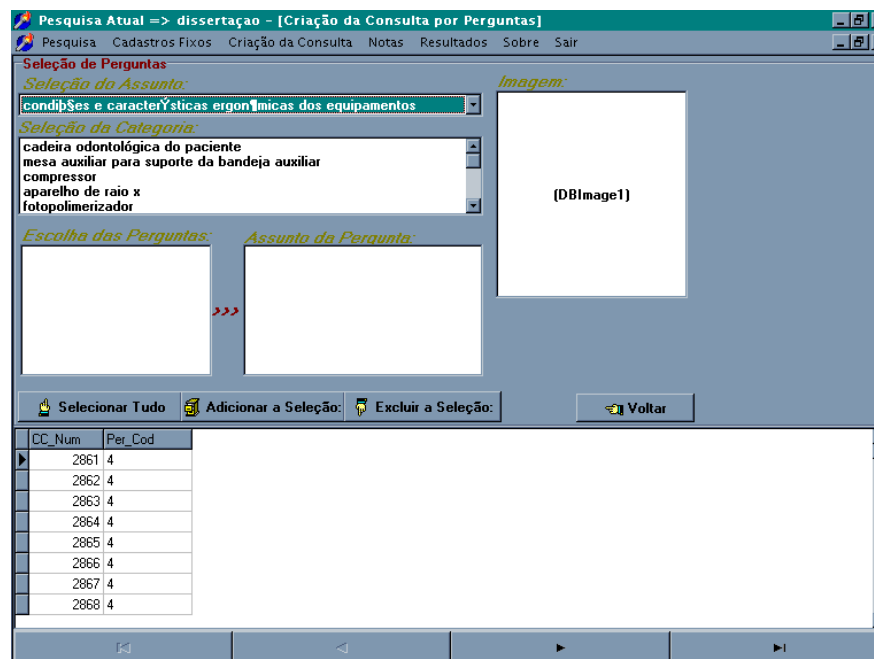 Pesquisa Atual => dissertaçao - [Criação da Consulta por Perguntas]
Pesquisa Cadastros Fixos Criação da Consulta Notas Resultados Sobre Sair
Seleção de Perguntas
Seleção do Assunto:
condiþ§es e caracterÝsticas ergon¶micas dos equipamentos
Seleção da Categoria:
cadeira odontológica do paciente
mesa auxiliar para suporte da bandeja auxiliar
compressor
aparelho de raio x
fotopolimerizador
Imagem:
(DBImage1)
Escolha das Perguntas:
Assunto da Pergunta:
>>>
Selecionar Tudo
Adicionar a Seleção:
Excluir a Seleção:
Voltar
CC_Num Per_Cod
2861 4
2862 4
2863 4
2864 4
2865 4
2866 4
2867 4
2868 4